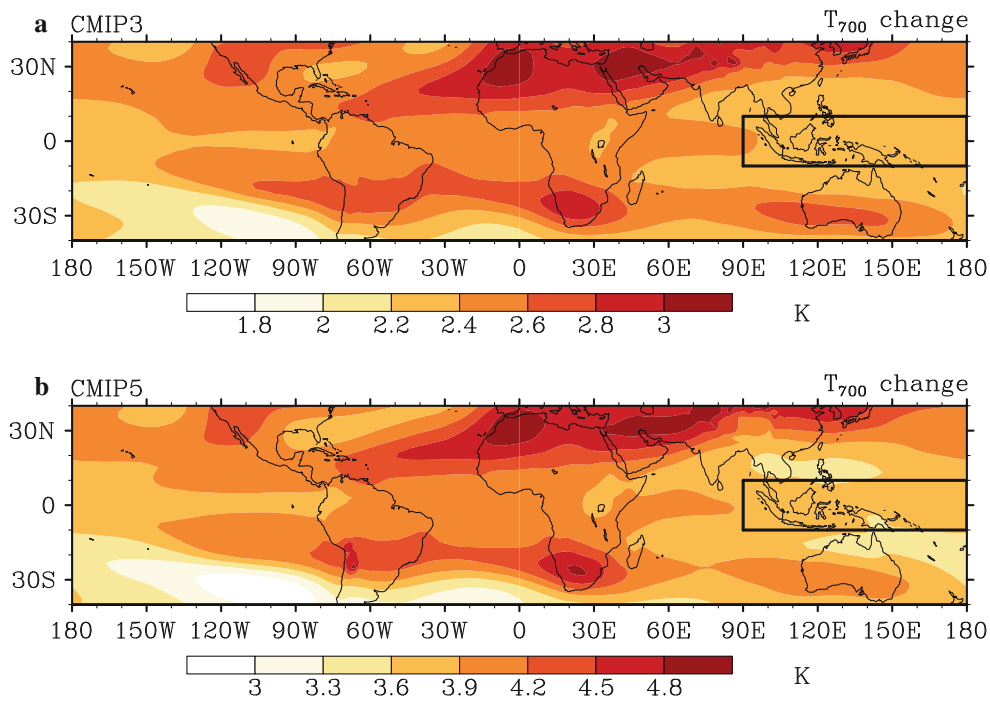 a CMIP3 T700 change
30N
0
30S
180 150W 120W 90W 60W 30W 0 30E 60E 90E 120E 150E 180
1.8 2 2.2 2.4 2.6 2.8 3 K
b CMIP5 T700 change
30N
0
30S
180 150W 120W 90W 60W 30W 0 30E 60E 90E 120E 150E 180
3 3.3 3.6 3.9 4.2 4.5 4.8 K